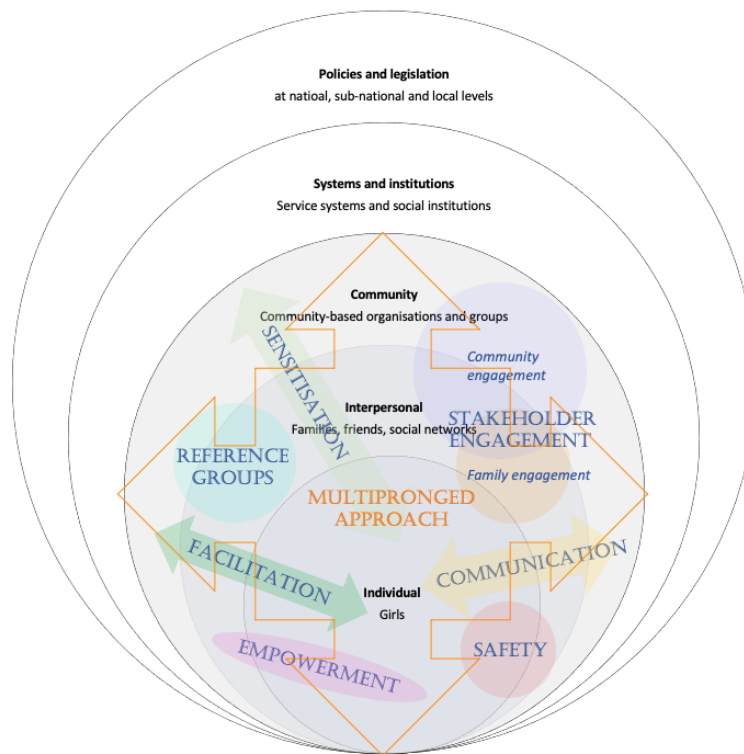 Policies and legislation
at natioal, sub-national and local levels
Systems and institutions
Service systems and social institutions
Community
Community-based organisations and groups
SENSITISATION
Community
engagement
Interpersonal
Families, friends, social networks
STAKEHOLDER
ENGAGEMENT
REFERENCE
GROUPS
Family engagement
MULTIPRONGED
APPROACH
FACILITATION
COMMUNICATION
Individual
Girls
EMPOWERMENT
SAFETY